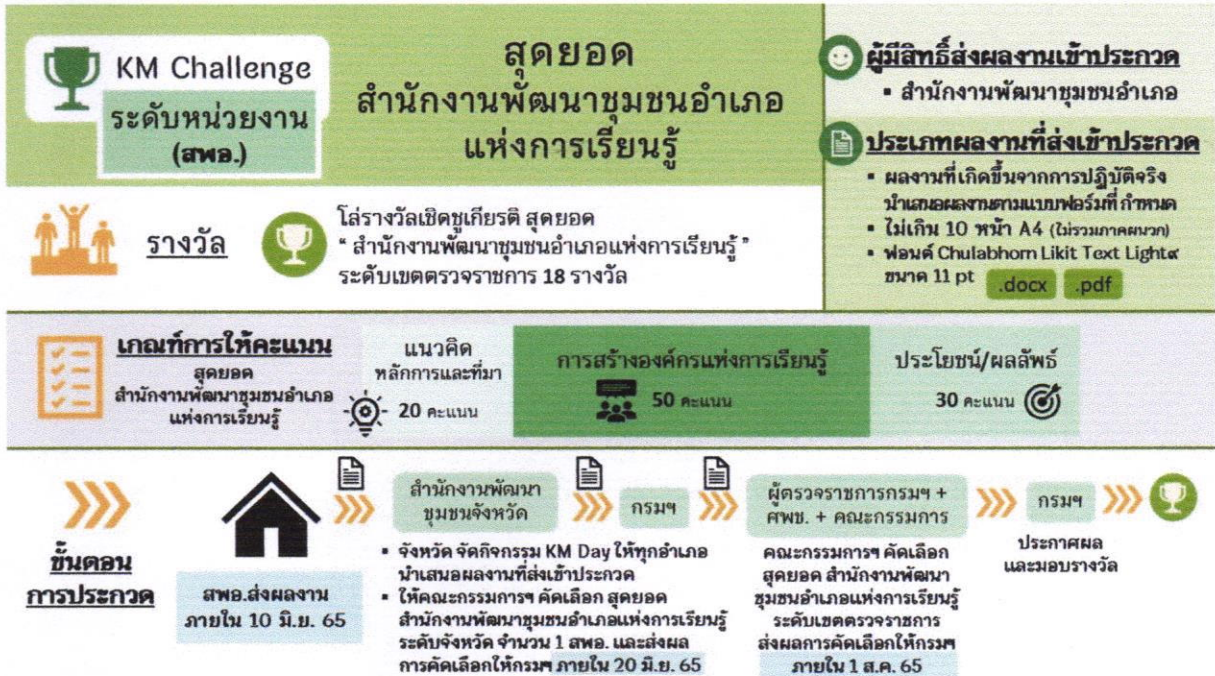 KM Challenge
ระดับหน่วยงาน
(สพอ.)
สุดยอด
สำนักงานพัฒนาชุมชนอำเภอ
แห่งการเรียนรู้
ผู้มีสิทธิ์ส่งผลงานเข้าประกวด
▪ สำนักงานพัฒนาชุมชนอำเภอ
ประเภทผลงานที่ส่งเข้าประกวด
▪ ผลงานที่เกิดขึ้นจากการปฏิบัติจริง
นำเสนอผลงานตามแบบฟอร์มที่ กำหนด
▪ ไม่เกิน 10 หน้า A4 (ไม่รวมภาคผนวก)
▪ ฟอนต์ Chulabhorn Likit Text Light๙
ขนาด 11 pt .docx .pdf
รางวัล
โล่รางวัลเชิดชูเกียรติ สุดยอด
“ สำนักงานพัฒนาชุมชนอำเภอแห่งการเรียนรู้ ”
ระดับเขตตรวจราชการ 18 รางวัล
เกณฑ์การให้คะแนน
สุดยอด
สำนักงานพัฒนาชุมชนอำเภอ
แห่งการเรียนรู้
แนวคิด
หลักการและที่มา
20 คะแนน
การสร้างองค์กรแห่งการเรียนรู้
50 คะแนน
ประโยชน์/ผลลัพธ์
30 คะแนน
ขั้นตอน
การประกวด
สพอ.ส่งผลงาน
ภายใน 10 มิ.ย. 65
สำนักงานพัฒนา
ชุมชนจังหวัด
▪ จังหวัด จัดกิจกรรม KM Day ให้ทุกอำเภอ
นำเสนอผลงานที่ส่งเข้าประกวด
▪ ให้คณะกรรมการฯ คัดเลือก สุดยอด
สำนักงานพัฒนาชุมชนอำเภอแห่งการเรียนรู้
ระดับจังหวัด จำนวน 1 สพอ. และส่งผล
การคัดเลือกให้กรมฯ ภายใน 20 มิ.ย. 65
กรมฯ
ผู้ตรวจราชการกรมฯ +
ศพช. + คณะกรรมการ
คณะกรรมการฯ คัดเลือก
สุดยอด สำนักงานพัฒนา
ชุมชนอำเภอแห่งการเรียนรู้
ระดับเขตตรวจราชการ
ส่งผลการคัดเลือกให้กรมฯ
ภายใน 1 ส.ค. 65
กรมฯ
ประกาศผล
และมอบรางวัล